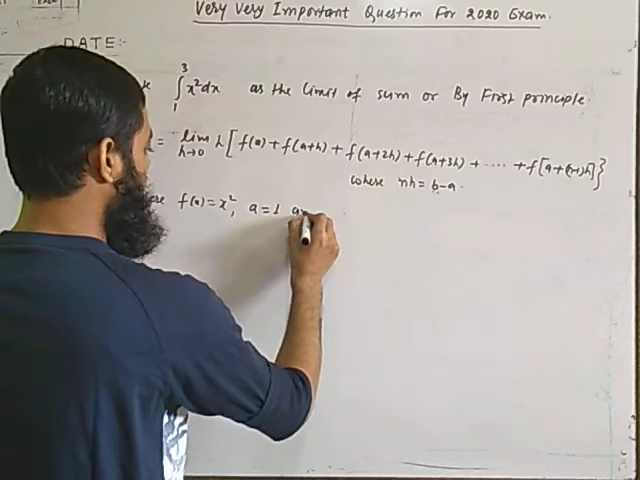 Very Very Important Question For 2020 Exam.
DATE:-
∫₁³ x²dx as the limit of sum or By First principle.
= lim h→0 h[f(a)+f(a+h)+f(a+2h)+f(a+3h)+.....+f[a+(n-1)h]}
where nh=b-a.
f(x)=x², a=1